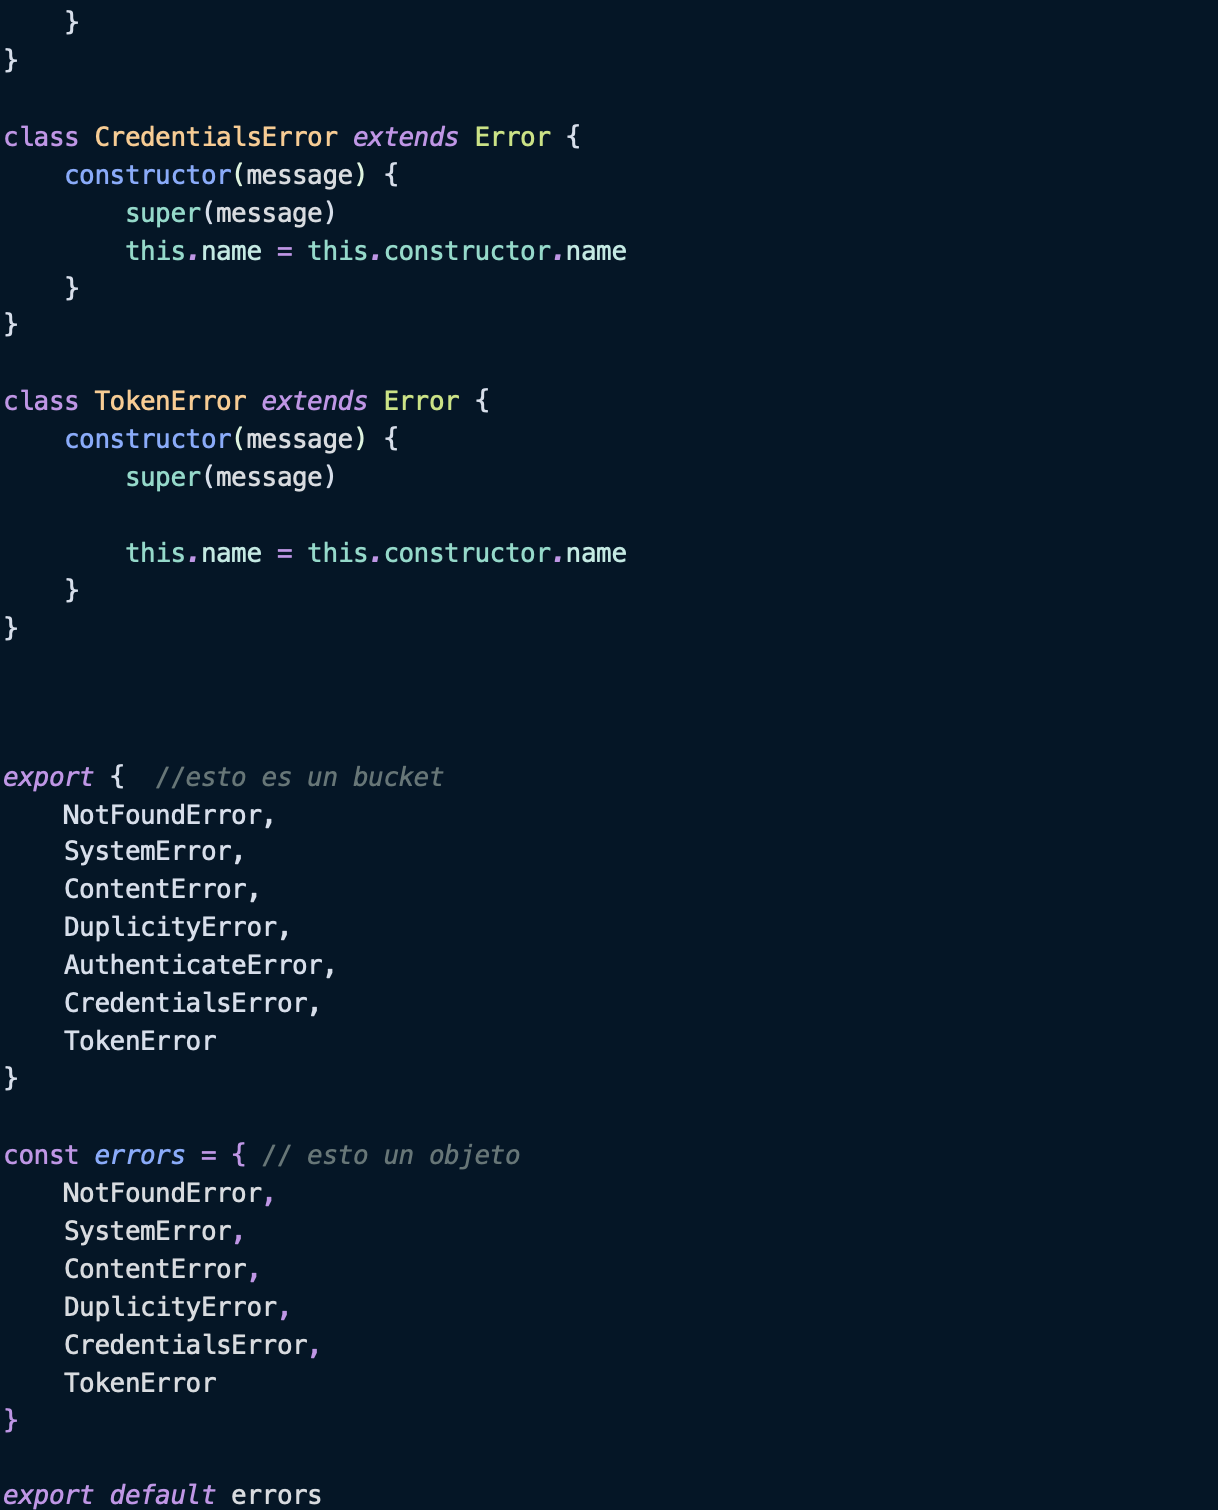 }
}
class CredentialsError extends Error {
    constructor(message) {
        super(message)
        this.name = this.constructor.name
    }
}
class TokenError extends Error {
    constructor(message) {
        super(message)
        this.name = this.constructor.name
    }
}
export {  //esto es un bucket
    NotFoundError,
    SystemError,
    ContentError,
    DuplicityError,
    AuthenticateError,
    CredentialsError,
    TokenError
}
const errors = { // esto un objeto
    NotFoundError,
    SystemError,
    ContentError,
    DuplicityError,
    CredentialsError,
    TokenError
}
export default errors